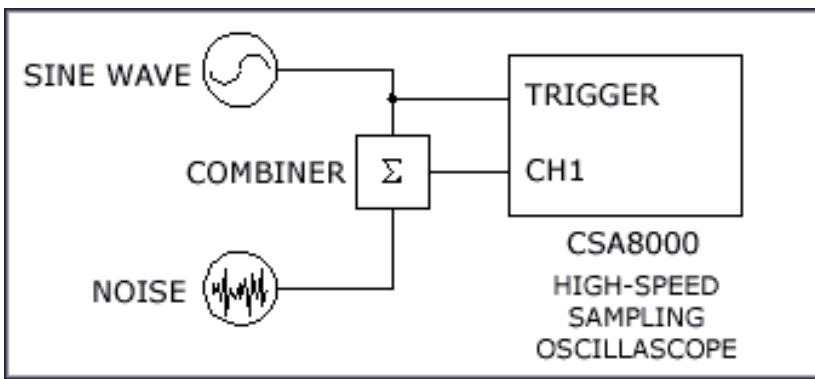 SINE WAVE
TRIGGER
COMBINER
Σ
CH1
NOISE
CSA8000
HIGH-SPEED
SAMPLING
OSCILLASCOPE